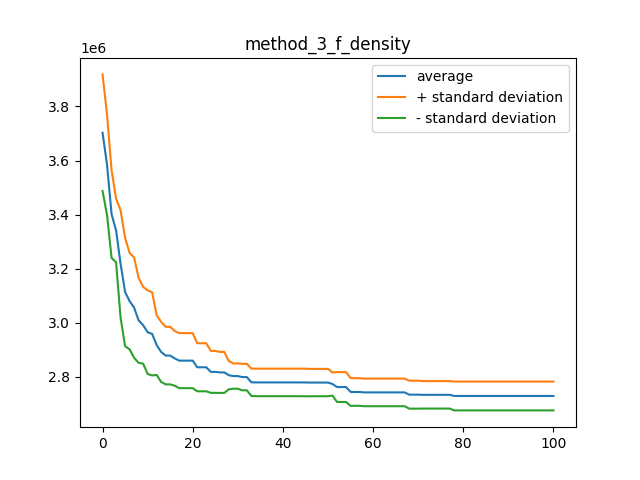 method_3_f_density
1e6
average
+ standard deviation
- standard deviation
3.8
3.6
3.4
3.2
3.0
2.8
0 20 40 60 80 100